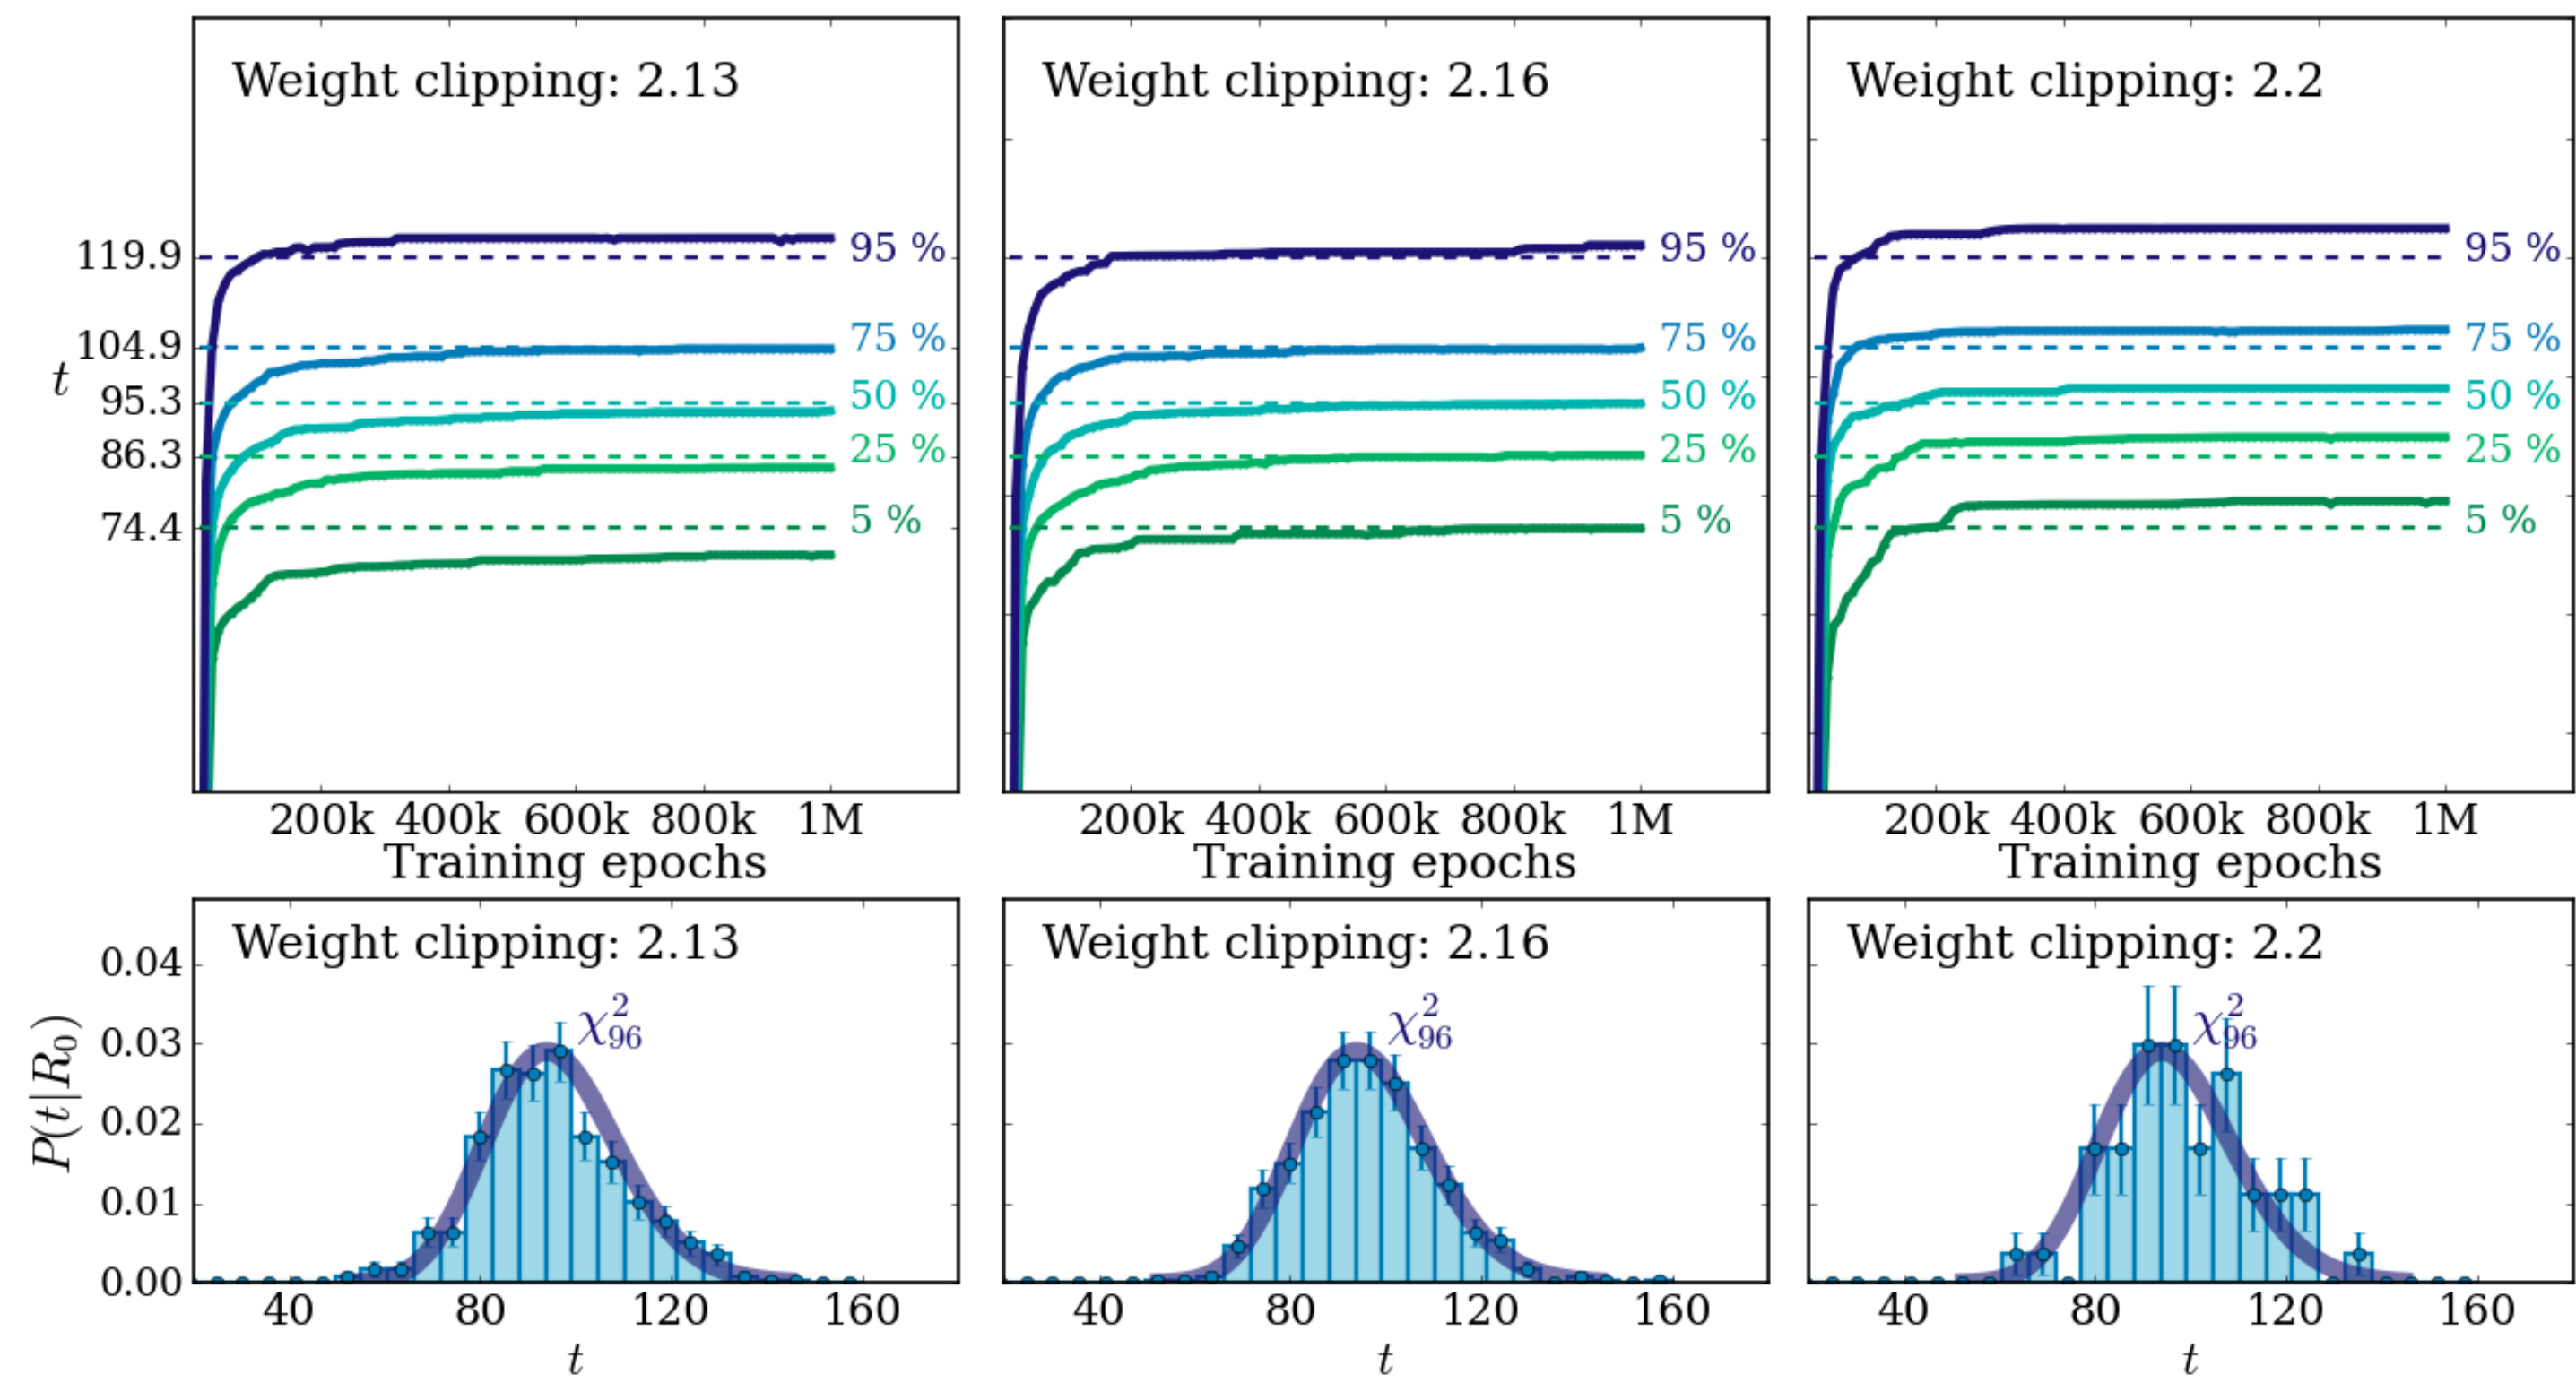 Weight clipping: 2.13
119.9
104.9
t
95.3
86.3
74.4
95 %
75 %
50 %
25 %
5 %
200k 400k 600k 800k 1M
Training epochs
Weight clipping: 2.16
95 %
75 %
50 %
25 %
5 %
200k 400k 600k 800k 1M
Training epochs
Weight clipping: 2.2
95 %
75 %
50 %
25 %
5 %
200k 400k 600k 800k 1M
Training epochs
Weight clipping: 2.13
P(t|R₀)
0.04
0.03
0.02
0.01
0.00
χ²₉₆
40 80 120 160
t
Weight clipping: 2.16
χ²₉₆
40 80 120 160
t
Weight clipping: 2.2
χ²₉₆
40 80 120 160
t